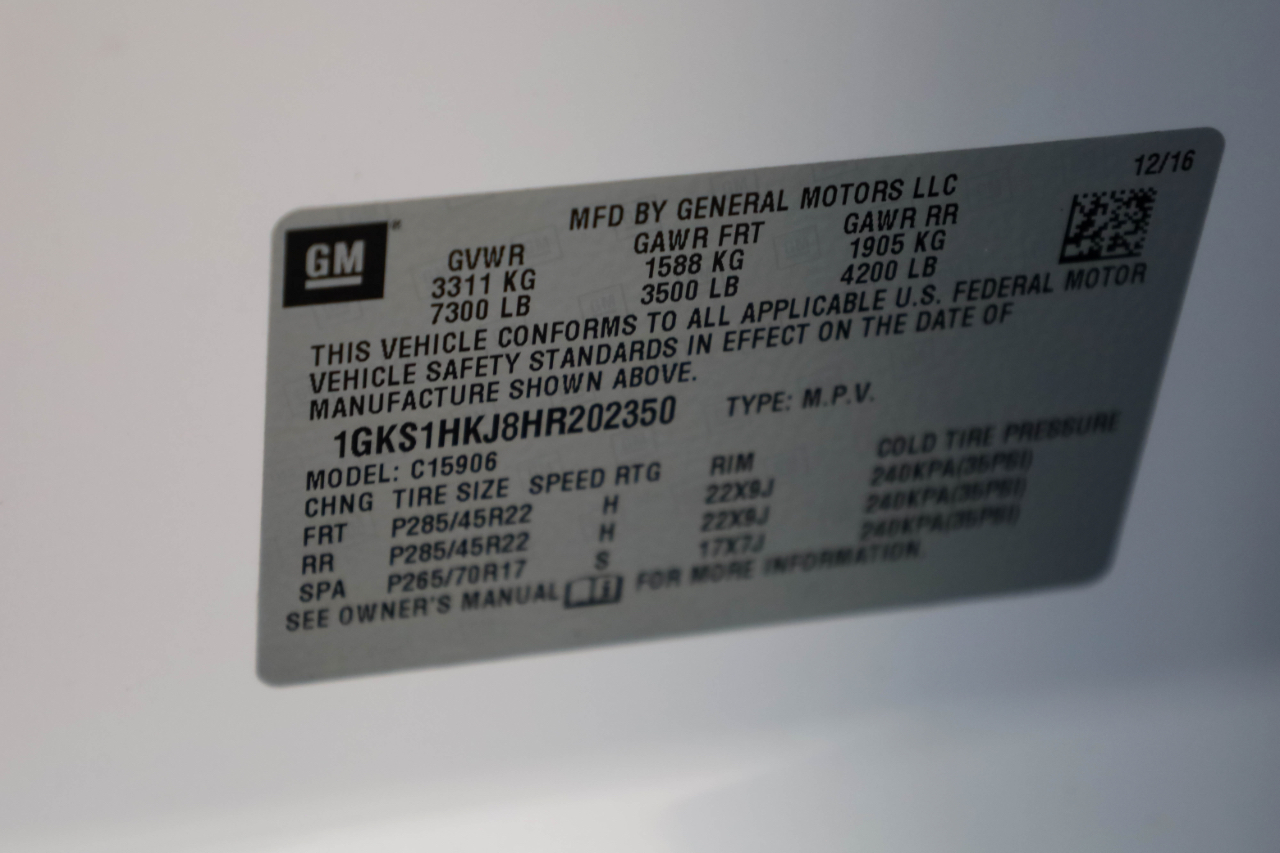 12/16
MFD BY GENERAL MOTORS LLC
GM
GVWR GAWR FRT GAWR RR
3311 KG 1588 KG 1905 KG
7300 LB 3500 LB 4200 LB
THIS VEHICLE CONFORMS TO ALL APPLICABLE U.S. FEDERAL MOTOR
VEHICLE SAFETY STANDARDS IN EFFECT ON THE DATE OF
MANUFACTURE SHOWN ABOVE.
1GKS1HKJ8HR202350 TYPE: M.P.V.
MODEL: C15906
CHNG TIRE SIZE SPEED RTG RIM COLD TIRE PRESSURE
FRT P285/45R22 H 22X9J 240KPA(35PSI)
RR P285/45R22 H 22X9J 240KPA(35PSI)
SPA P265/70R17 S 17X7J 240KPA(35PSI)
SEE OWNER'S MANUAL FOR MORE INFORMATION.